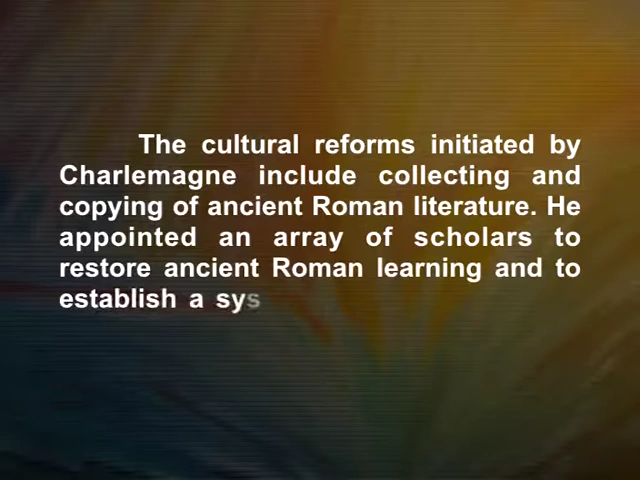 The cultural reforms initiated by
Charlemagne include collecting and
copying of ancient Roman literature. He
appointed an array of scholars to
restore ancient Roman learning and to
establish a sys